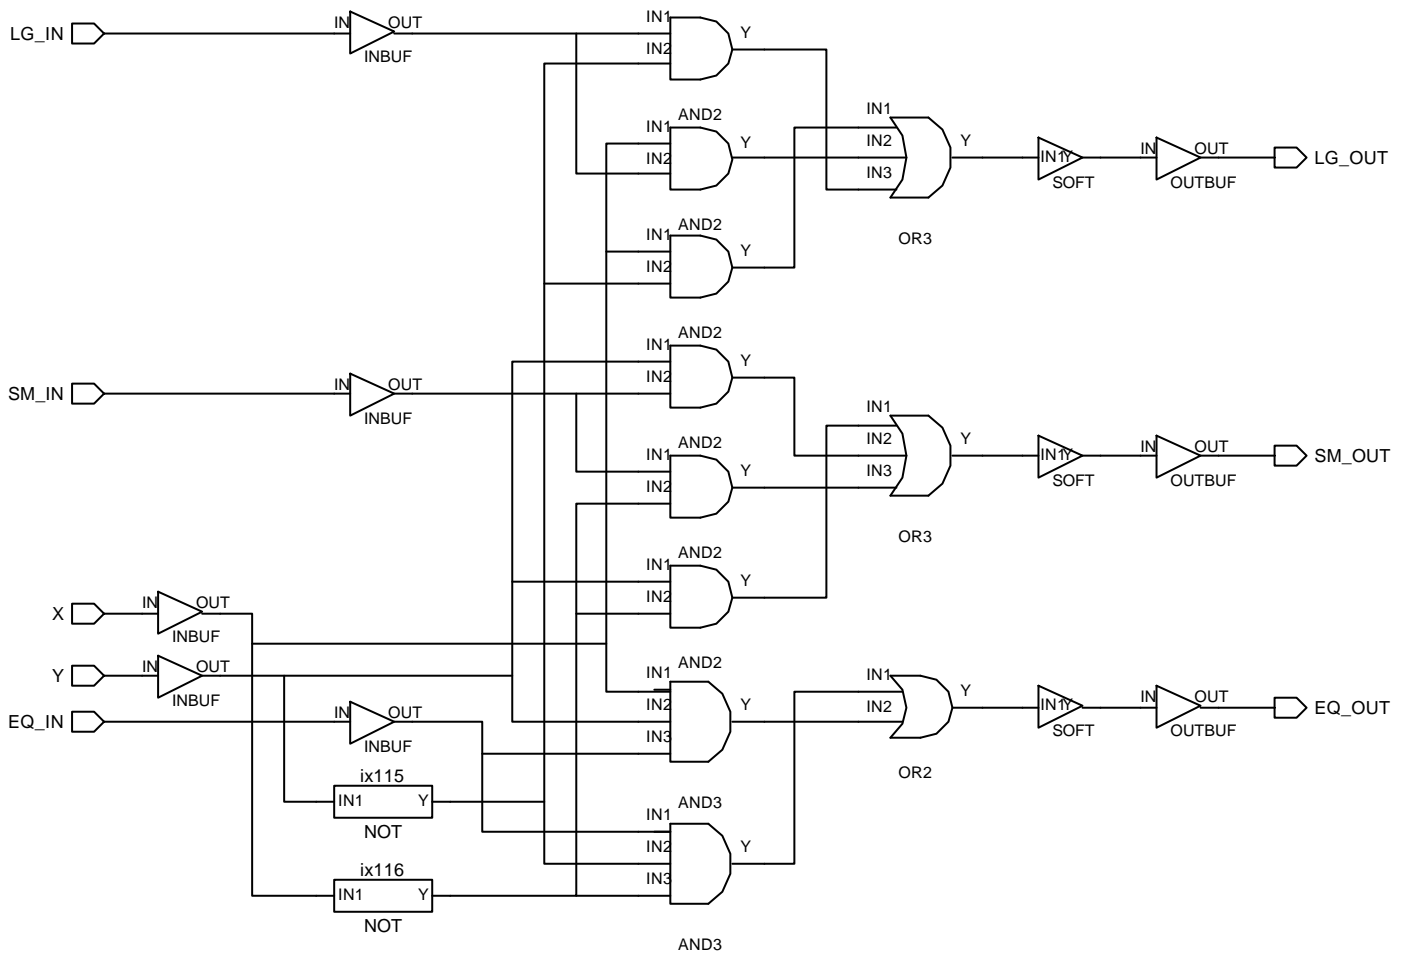 IN1
IN OUT Y
LG_IN IN2
INBUF
AND2
IN1 IN1
Y IN2 Y IN1Y IN OUT
IN2 IN3 LG_OUT
SOFT OUTBUF
AND2
IN1
Y OR3
IN2
AND2
IN1
Y
IN OUT IN2
SM_IN
INBUF IN1
AND2 IN2 Y IN1Y IN OUT
IN1 SM_OUT
Y IN3
IN2 SOFT OUTBUF
OR3
AND2
IN1
Y
IN OUT IN2
X
INBUF
AND2
Y IN OUT IN1 IN1
INBUF Y IN2 Y IN1Y IN OUT
IN2
EQ_IN IN OUT EQ_OUT
INBUF IN3 SOFT OUTBUF
ix115 OR2
IN1 Y AND3
NOT IN1
Y
IN2
ix116
IN1 Y IN3
NOT
AND3